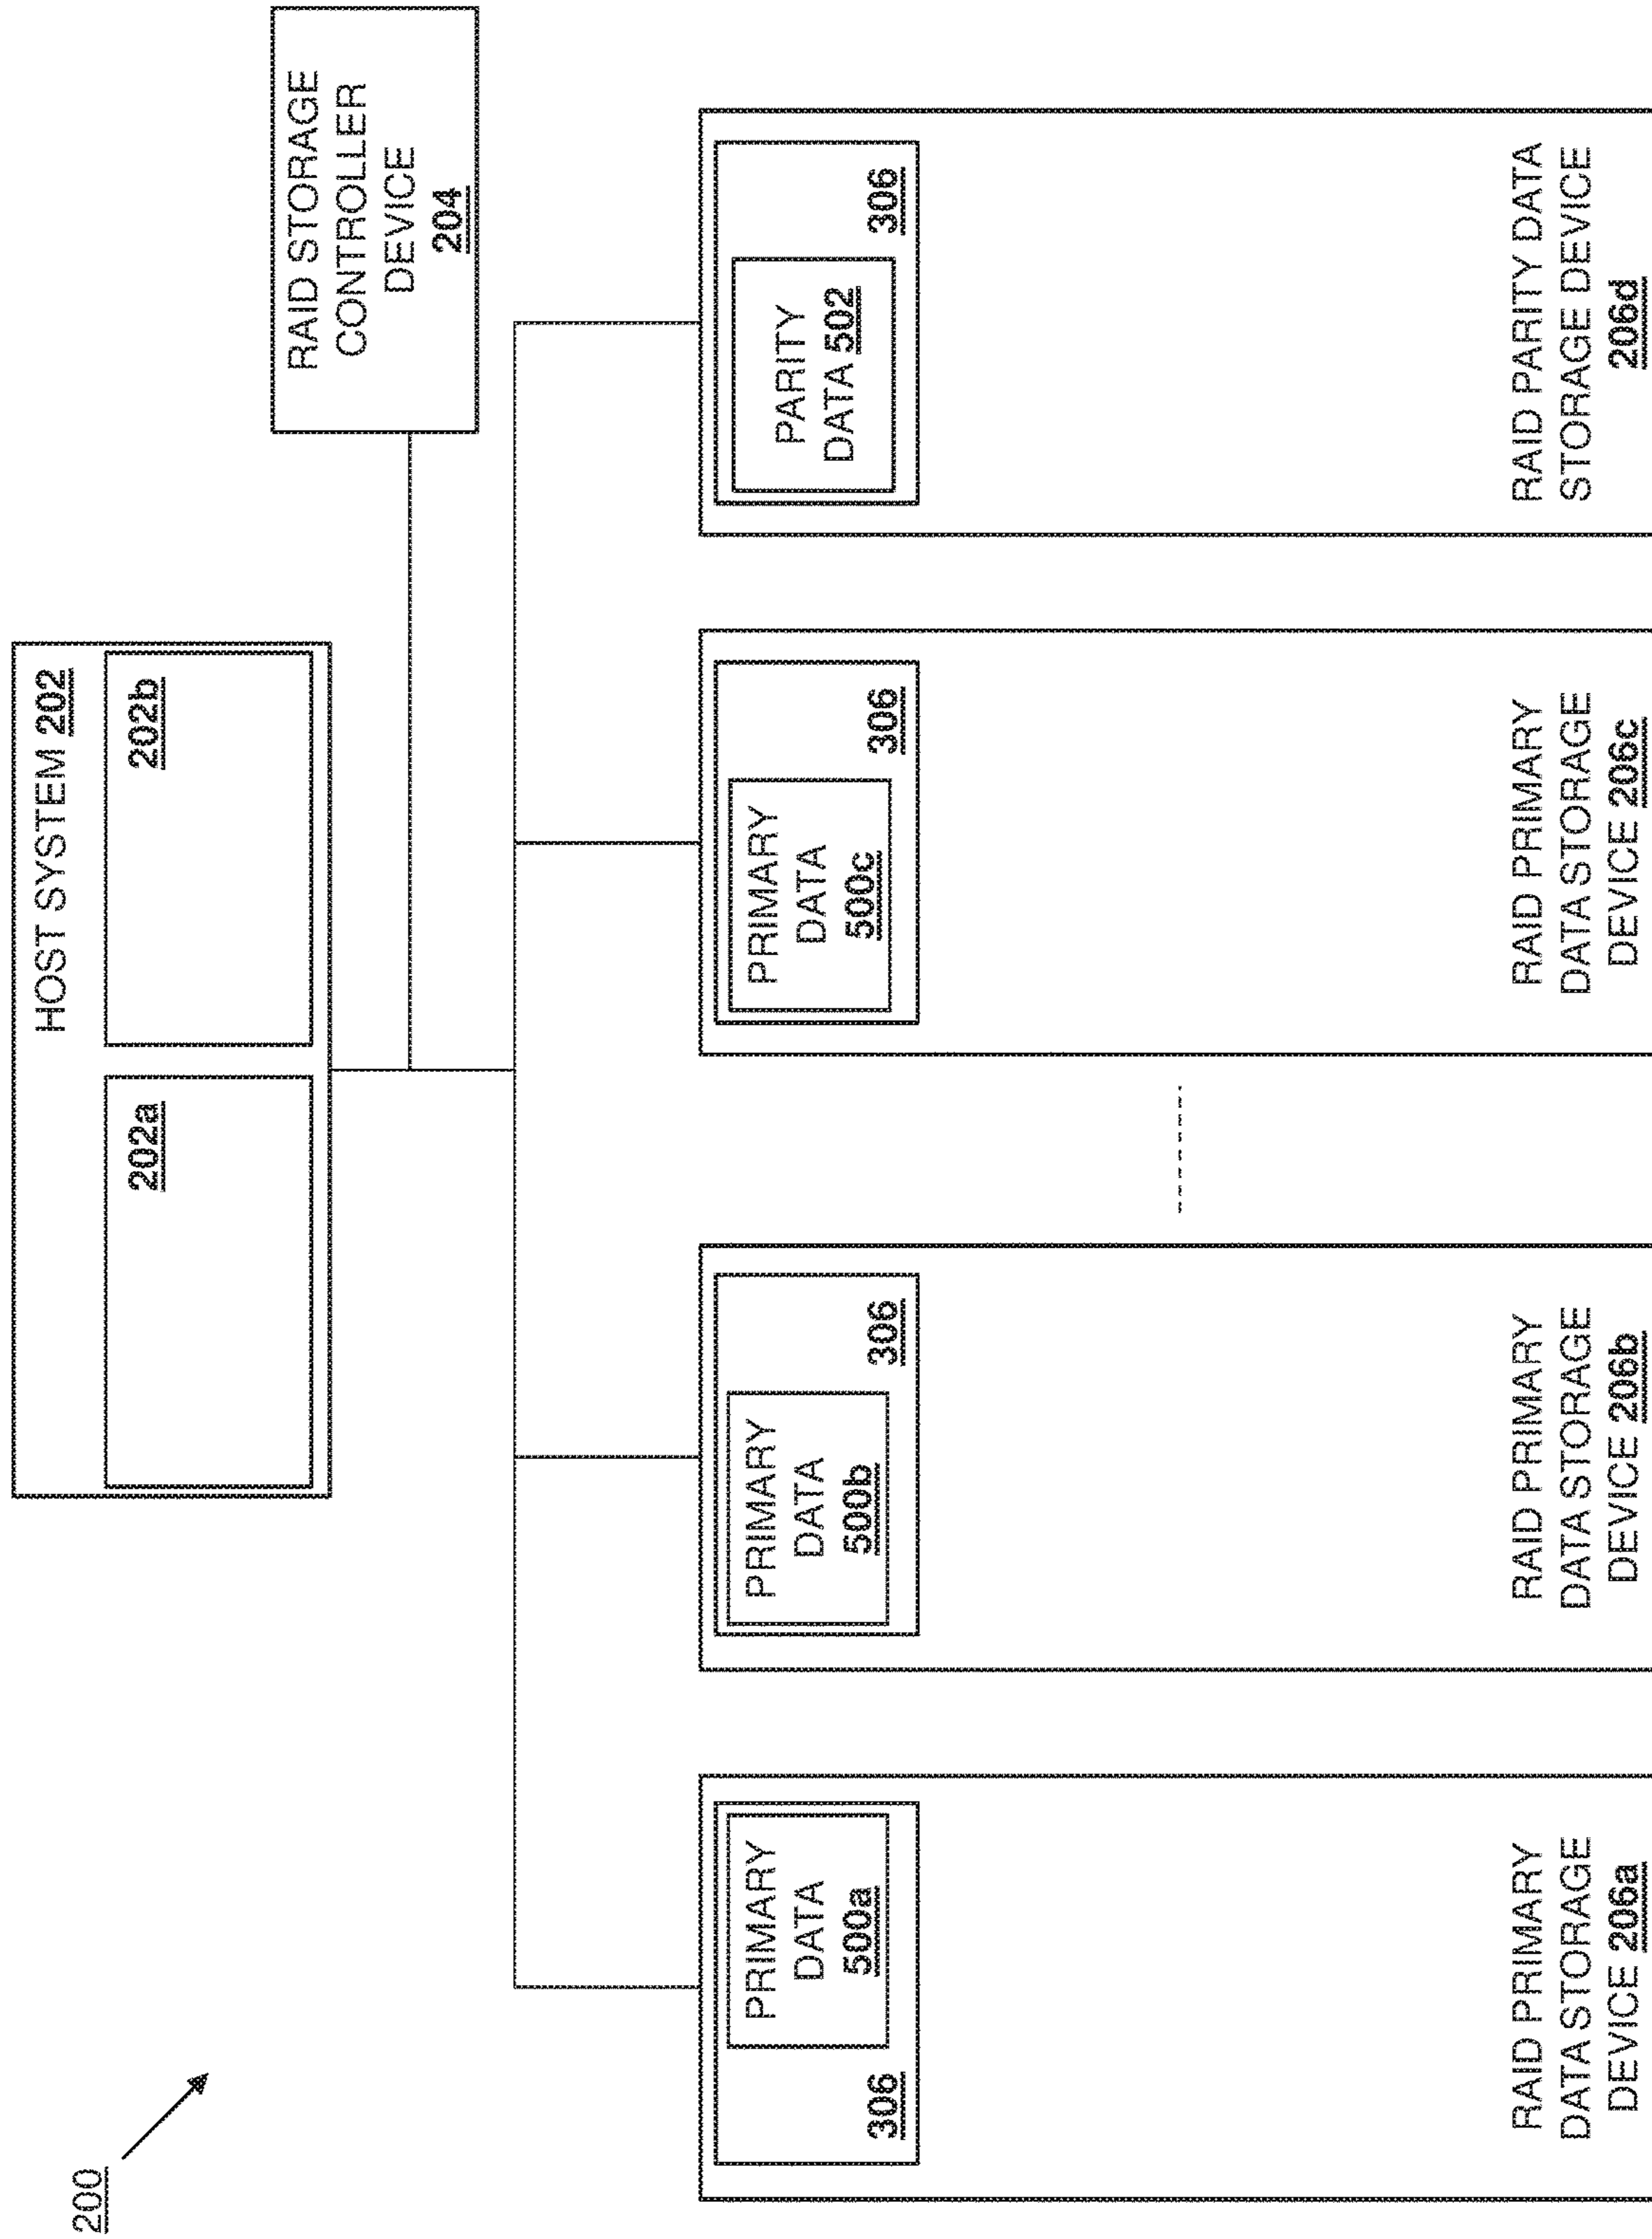 200
HOST SYSTEM 202
202a
202b
RAID STORAGE
CONTROLLER
DEVICE
204
306
PRIMARY
DATA
500a
RAID PRIMARY
DATA STORAGE
DEVICE 206a
PRIMARY
DATA
500b
306
RAID PRIMARY
DATA STORAGE
DEVICE 206b
PRIMARY
DATA
500c
306
RAID PRIMARY
DATA STORAGE
DEVICE 206c
PARITY
DATA 502
306
RAID PARITY DATA
STORAGE DEVICE
206d